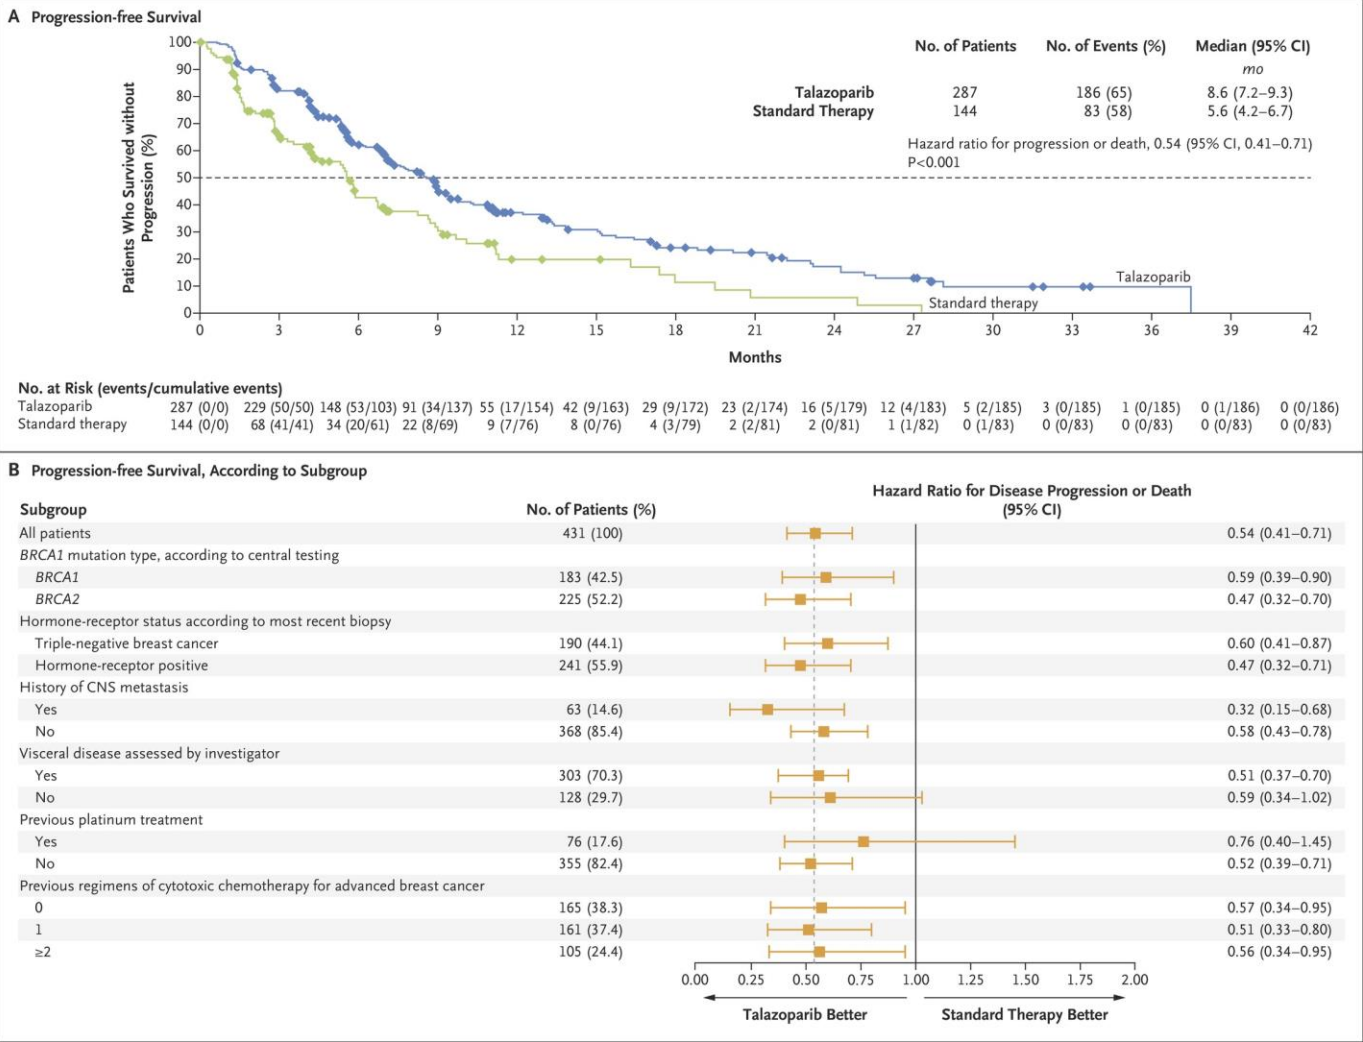 A Progression-free Survival
No. of Patients No. of Events (%) Median (95% CI)
mo
Talazoparib 287 186 (65) 8.6 (7.2–9.3)
Standard Therapy 144 83 (58) 5.6 (4.2–6.7)
Hazard ratio for progression or death, 0.54 (95% CI, 0.41–0.71)
P<0.001
Patients Who Survived without
Progression (%)
100
90
80
70
60
50
40
30
20
10
0
Talazoparib
Standard therapy
0 3 6 9 12 15 18 21 24 27 30 33 36 39 42
Months
No. at Risk (events/cumulative events)
Talazoparib 287 (0/0) 229 (50/50) 148 (53/103) 91 (34/137) 55 (17/154) 42 (9/163) 29 (9/172) 23 (2/174) 16 (5/179) 12 (4/183) 5 (2/185) 3 (0/185) 1 (0/185) 0 (1/186) 0 (0/186)
Standard therapy 144 (0/0) 68 (41/41) 34 (20/61) 22 (8/69) 9 (7/76) 8 (0/76) 4 (3/79) 2 (2/81) 2 (0/81) 1 (1/82) 0 (1/83) 0 (0/83) 0 (0/83) 0 (0/83) 0 (0/83)
B Progression-free Survival, According to Subgroup
Subgroup No. of Patients (%) Hazard Ratio for Disease Progression or Death
(95% CI)
All patients 431 (100) 0.54 (0.41–0.71)
BRCA1 mutation type, according to central testing
BRCA1 183 (42.5) 0.59 (0.39–0.90)
BRCA2 225 (52.2) 0.47 (0.32–0.70)
Hormone-receptor status according to most recent biopsy
Triple-negative breast cancer 190 (44.1) 0.60 (0.41–0.87)
Hormone-receptor positive 241 (55.9) 0.47 (0.32–0.71)
History of CNS metastasis
Yes 63 (14.6) 0.32 (0.15–0.68)
No 368 (85.4) 0.58 (0.43–0.78)
Visceral disease assessed by investigator
Yes 303 (70.3) 0.51 (0.37–0.70)
No 128 (29.7) 0.59 (0.34–1.02)
Previous platinum treatment
Yes 76 (17.6) 0.76 (0.40–1.45)
No 355 (82.4) 0.52 (0.39–0.71)
Previous regimens of cytotoxic chemotherapy for advanced breast cancer
0 165 (38.3) 0.57 (0.34–0.95)
1 161 (37.4) 0.51 (0.33–0.80)
≥2 105 (24.4) 0.56 (0.34–0.95)
0.00 0.25 0.50 0.75 1.00 1.25 1.50 1.75 2.00
Talazoparib Better Standard Therapy Better